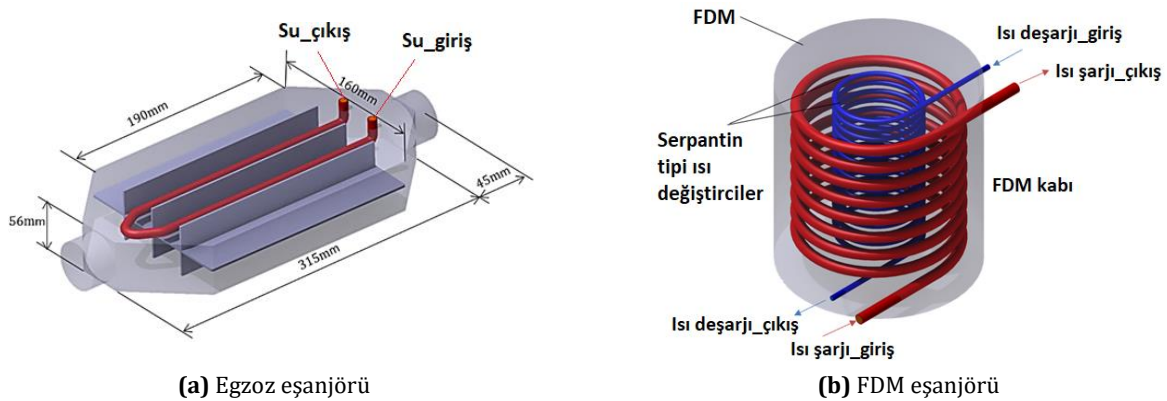 Su_çıkış
Su_giriş
160mm
190mm
56mm
315mm
45mm
(a) Egzoz eşanjörü
FDM
Isı deşarjı_giriş
Isı şarjı_çıkış
Serpantin
tipi ısı
değiştirciler
FDM kabı
Isı deşarjı_çıkış
Isı şarjı_giriş
(b) FDM eşanjörü